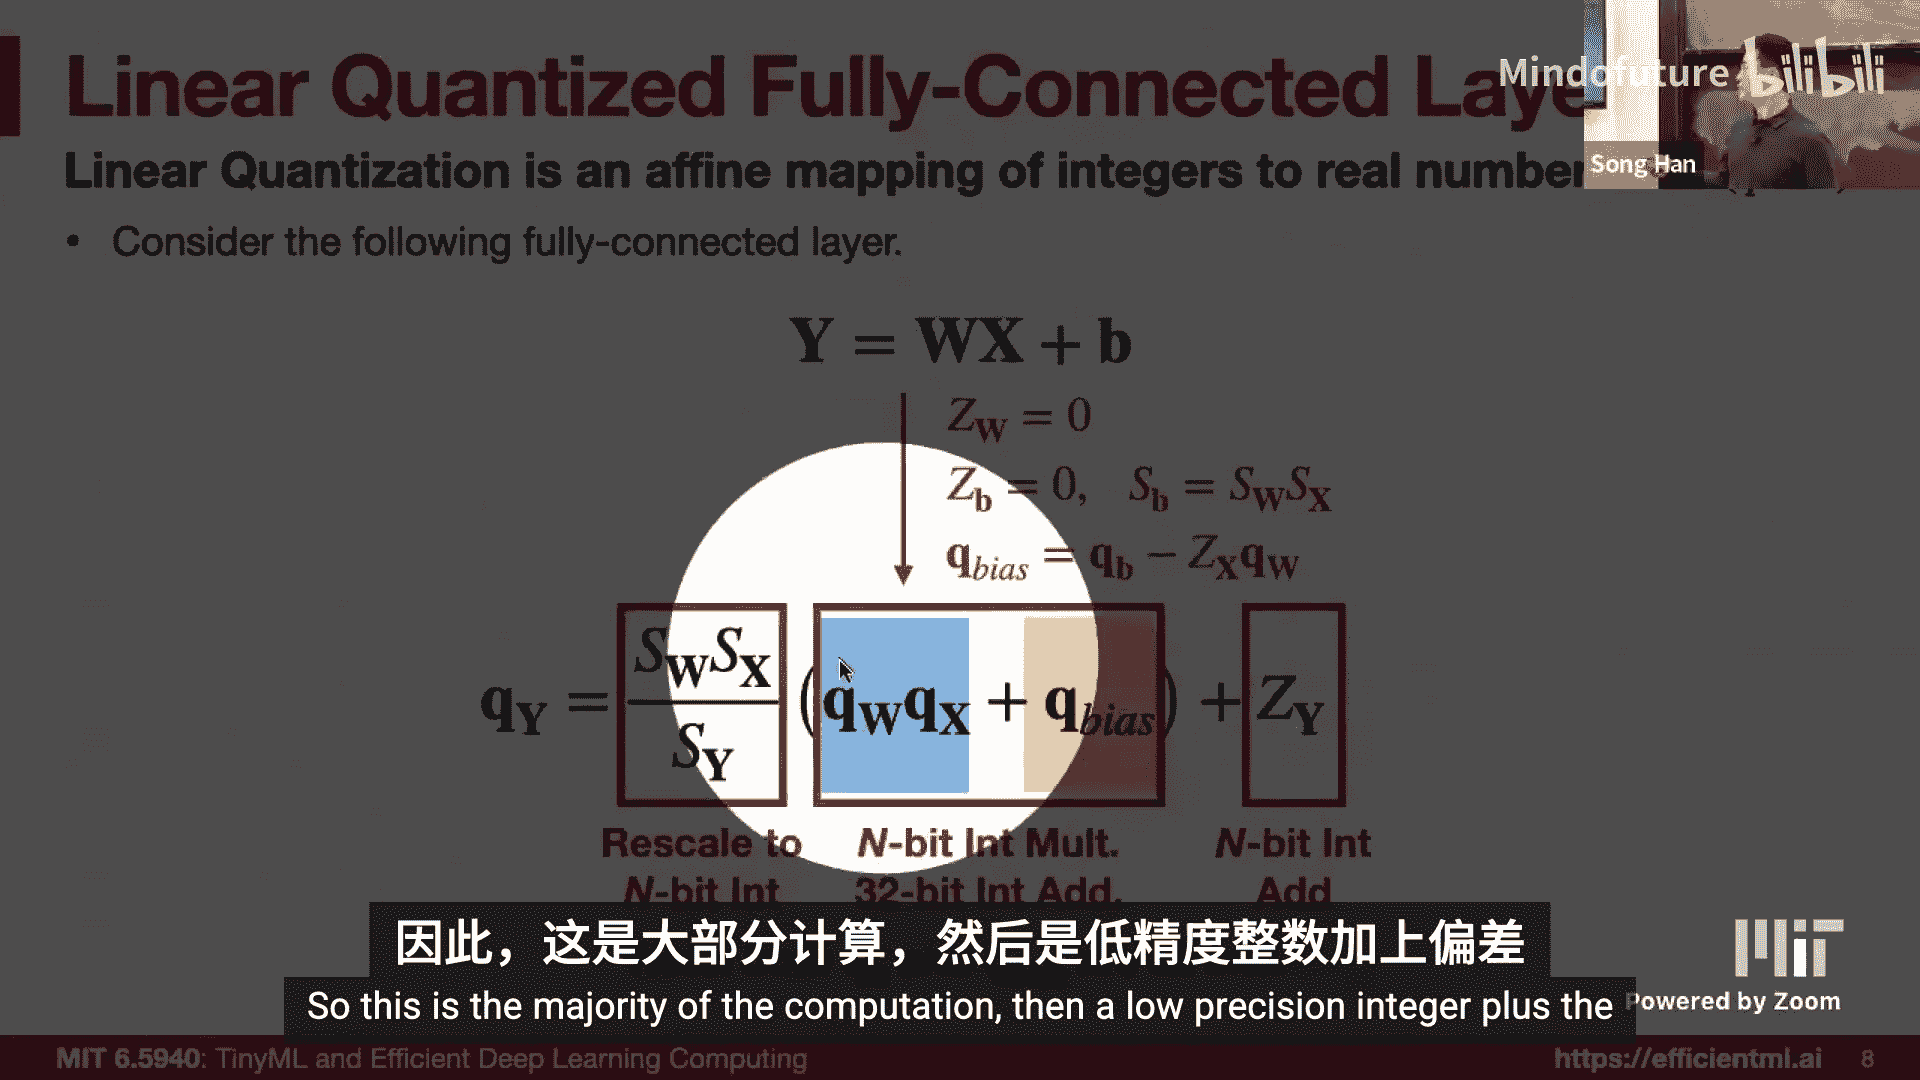 Linear Quantized Fully-Connected Laye
Mindofuture bilibili
Linear Quantization is an affine mapping of integers to real number
Song Han
• Consider the following fully-connected layer.
Y = WX + b
Z_W = 0
Z_b = 0, S_b = S_W S_X
q_bias = q_b − Z_X q_W
q_Y = \frac{S_W S_X}{S_Y} (q_W q_X + q_bias) + Z_Y
Rescale to N-bit Int Mult. N-bit Int
N-bit Int 32-bit Int Add. Add
因此，这是大部分计算，然后是低精度整数加上偏差
So this is the majority of the computation, then a low precision integer plus the
MIT
Powered by Zoom
MIT 6.5940: TinyML and Efficient Deep Learning Computing
https://efficientml.ai 8